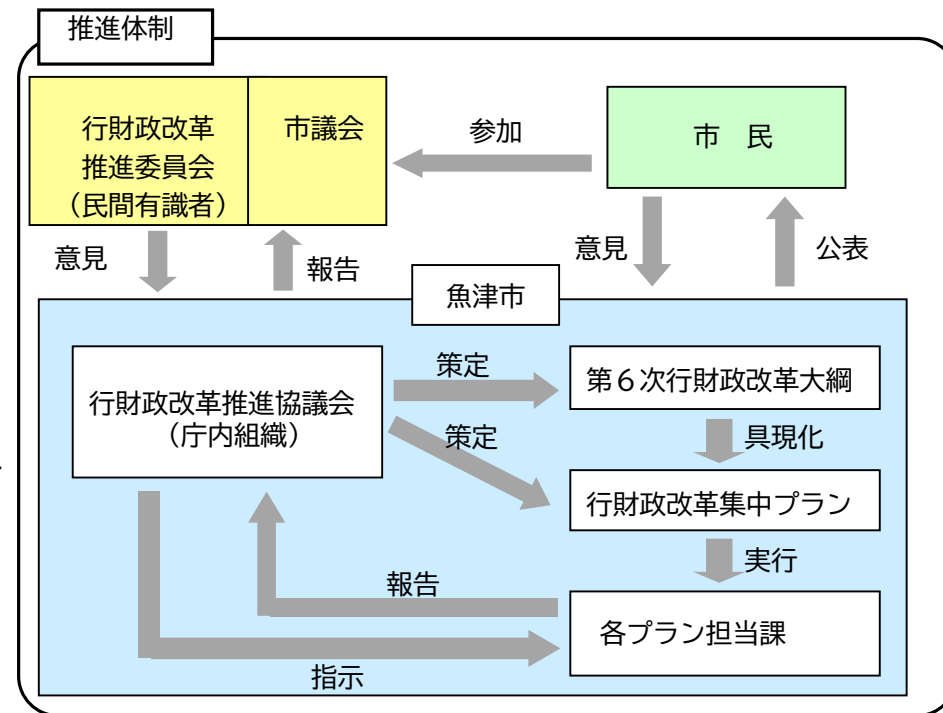 推進体制
行財政改革
推進委員会
（民間有識者）
市議会
参加
市　民
意見
報告
意見
公表
魚津市
行財政改革推進協議会
（庁内組織）
策定
策定
第６次行財政改革大綱
具現化
行財政改革集中プラン
実行
報告
各プラン担当課
指示